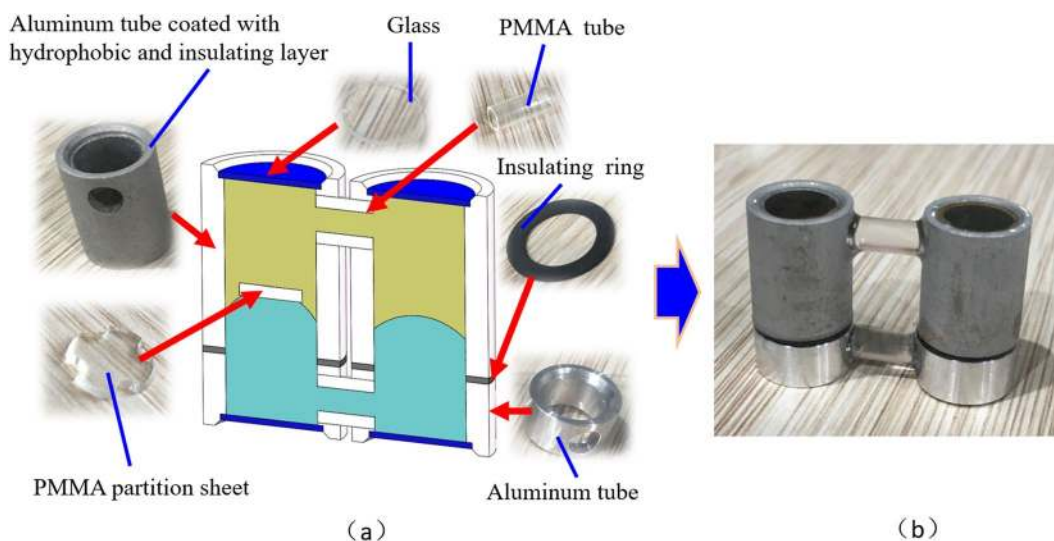 Aluminum tube coated with
hydrophobic and insulating layer
Glass
PMMA tube
Insulating ring
PMMA partition sheet
Aluminum tube
（a）
（b）